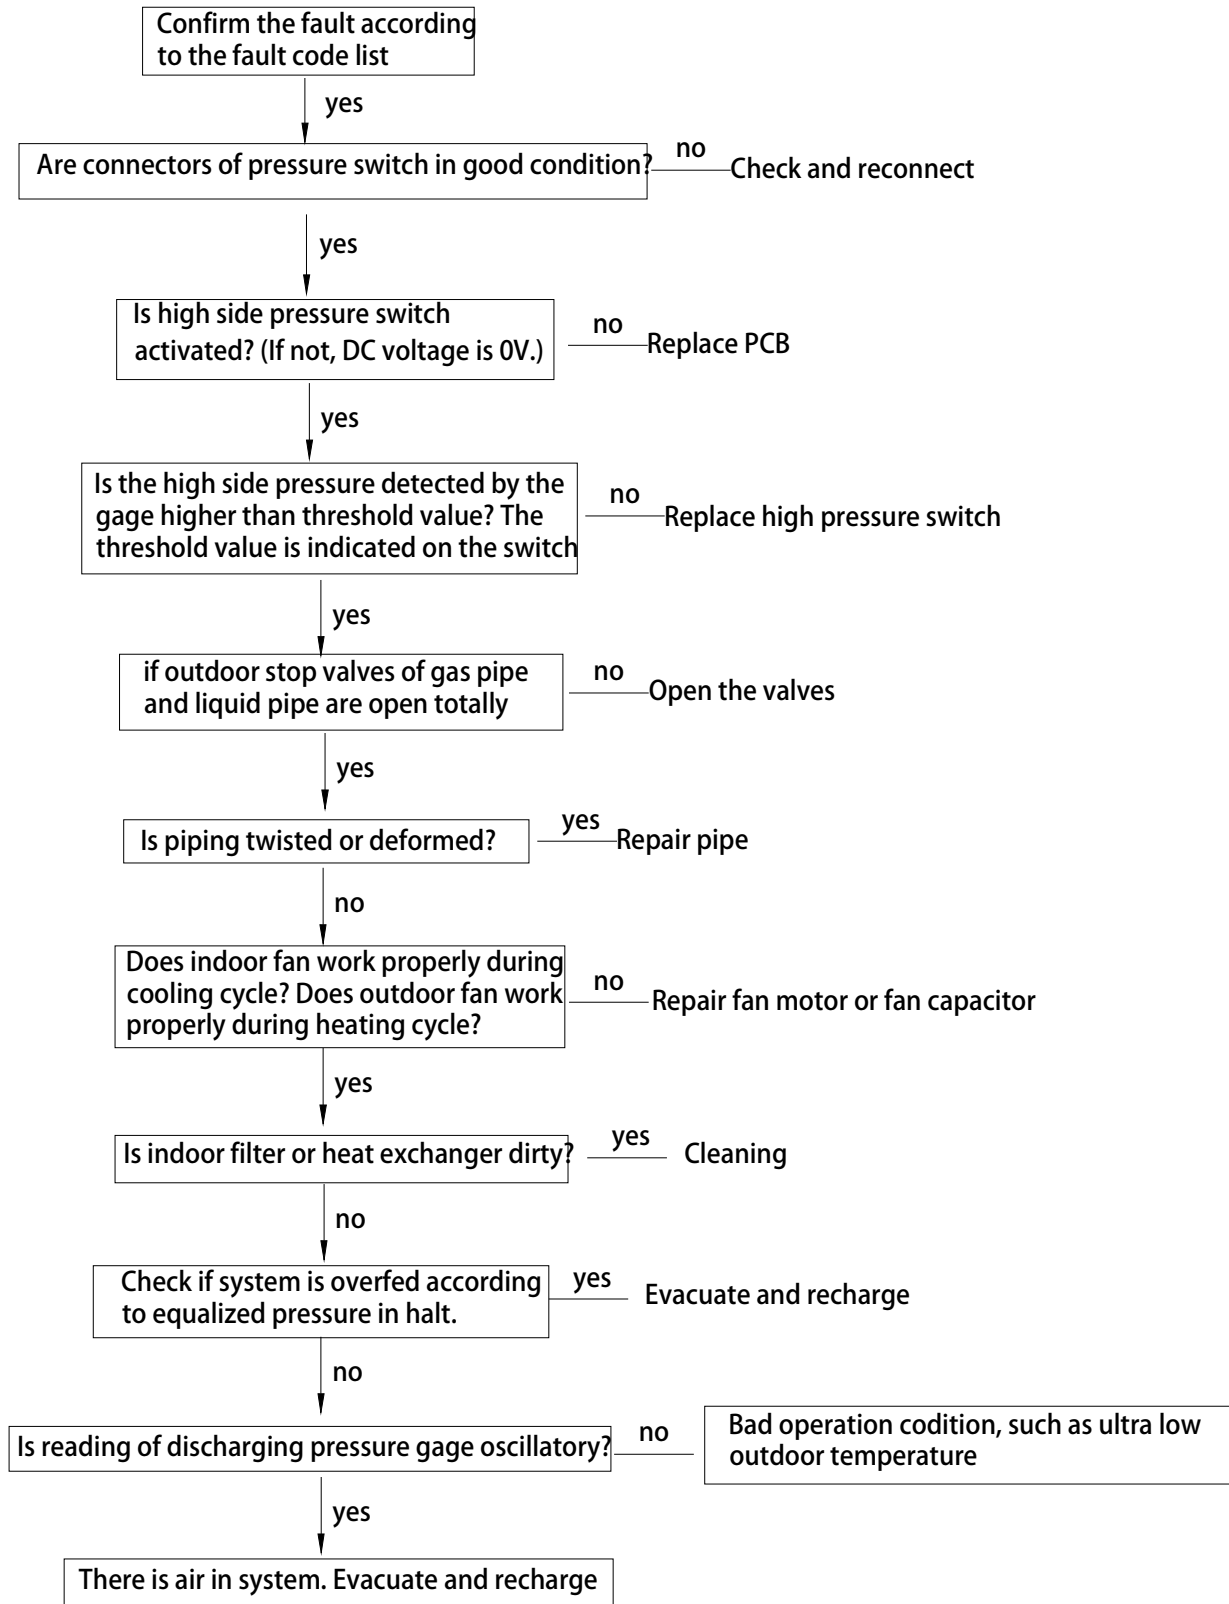 Confirm the fault according
to the fault code list
yes
Are connectors of pressure switch in good condition?
no
Check and reconnect
yes
Is high side pressure switch
activated? (If not, DC voltage is 0V.)
no
Replace PCB
yes
Is the high side pressure detected by the
gage higher than threshold value? The
threshold value is indicated on the switch
no
Replace high pressure switch
yes
if outdoor stop valves of gas pipe
and liquid pipe are open totally
no
Open the valves
yes
Is piping twisted or deformed?
yes
Repair pipe
no
Does indoor fan work properly during
cooling cycle? Does outdoor fan work
properly during heating cycle?
no
Repair fan motor or fan capacitor
yes
Is indoor filter or heat exchanger dirty?
yes
Cleaning
no
Check if system is overfed according
to equalized pressure in halt.
yes
Evacuate and recharge
no
Is reading of discharging pressure gage oscillatory?
no
Bad operation codition, such as ultra low
outdoor temperature
yes
There is air in system. Evacuate and recharge